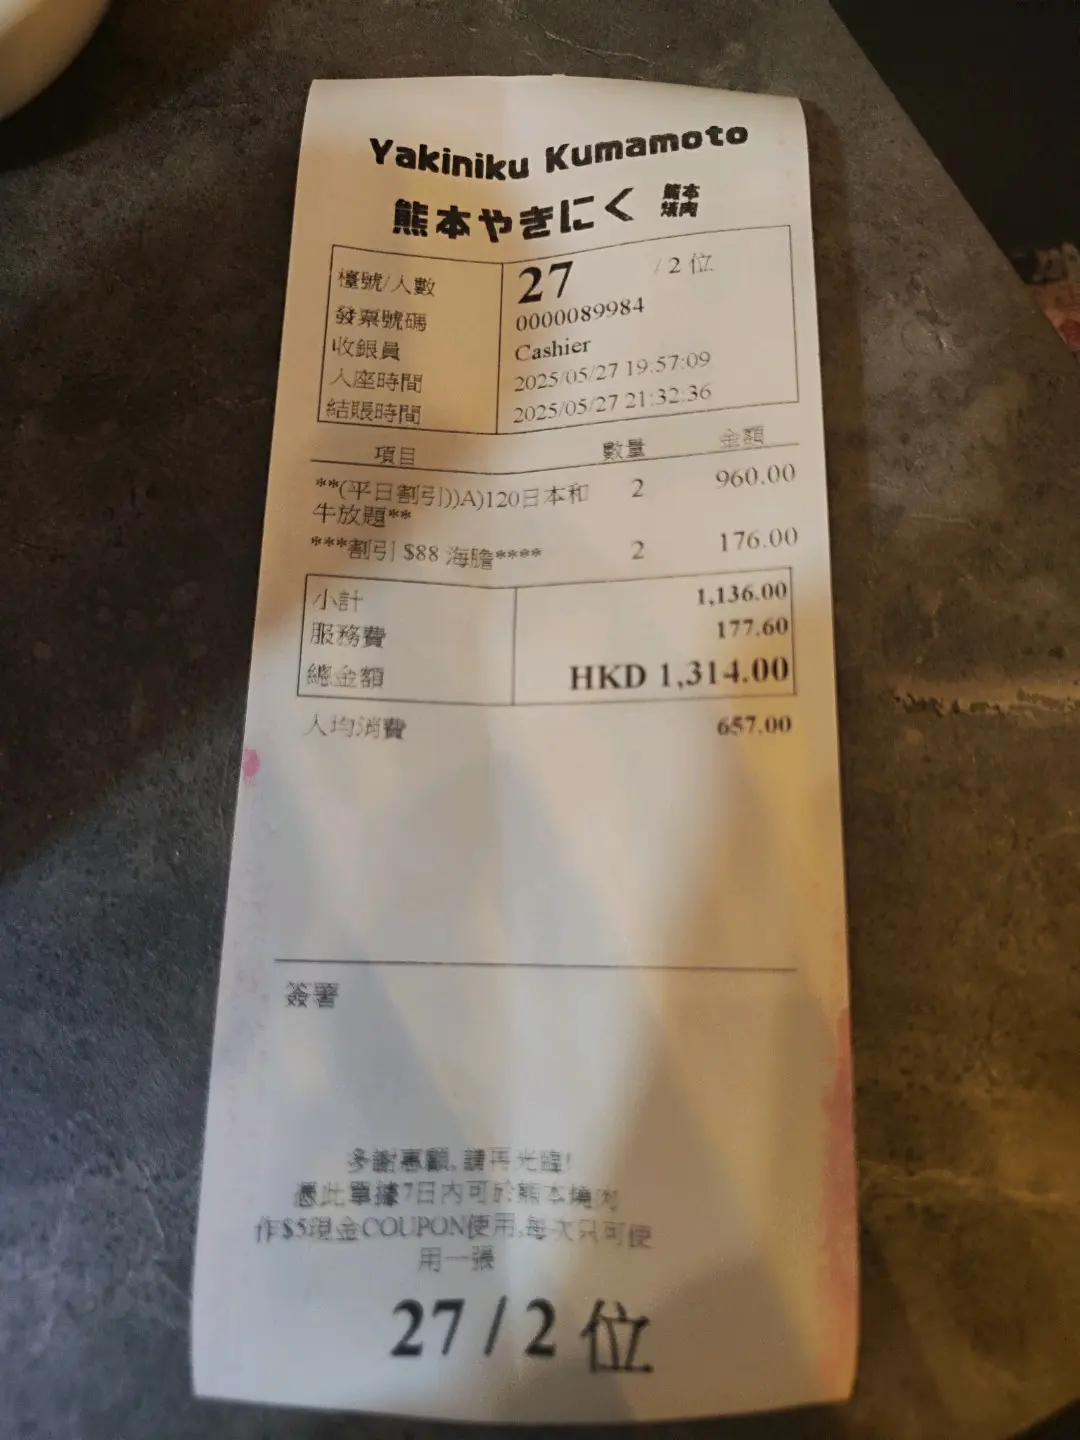 Yakiniku Kumamoto
熊本やきにく 熊本焼肉
檯號/人數 27 / 2 位
發票號碼 0000089984
收銀員 Cashier
入座時間 2025/05/27 19:57:09
結賬時間 2025/05/27 21:32:36
項目 數量 金額
**(平日割引))A)120日本和 2 960.00
牛放題**
***割引 $88 海膽**** 2 176.00
小計 1,136.00
服務費 177.60
總金額 HKD 1,314.00
人均消費 657.00
簽署
多謝惠顧,請再光臨!
憑此單據7日內可於熊本燒肉
作$5現金COUPON使用,每次只可使
用一張
27 / 2 位